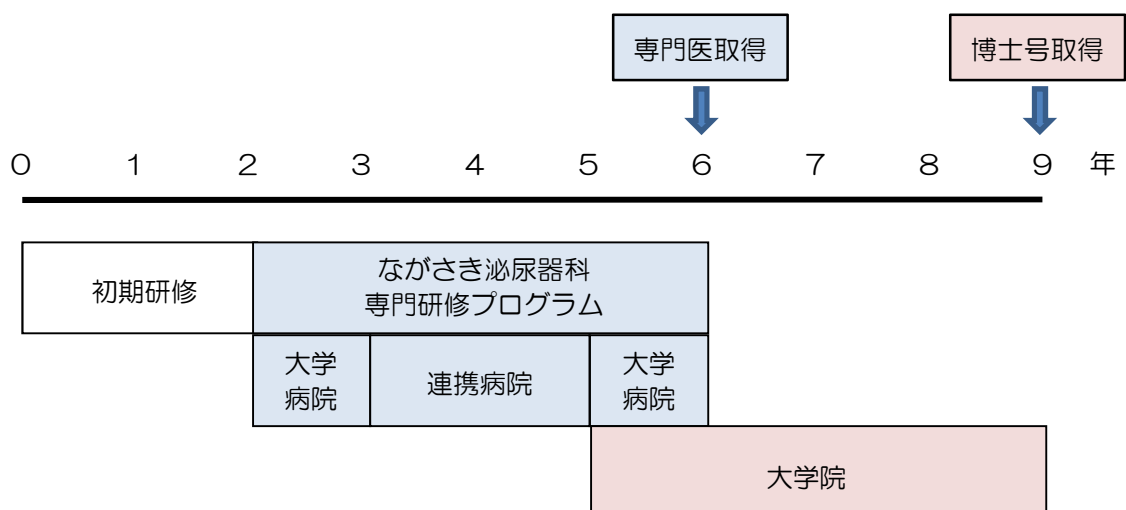 専門医取得
博士号取得
0 1 2 3 4 5 6 7 8 9 年
初期研修
ながさき泌尿器科
専門研修プログラム
大学
病院
連携病院
大学
病院
大学院